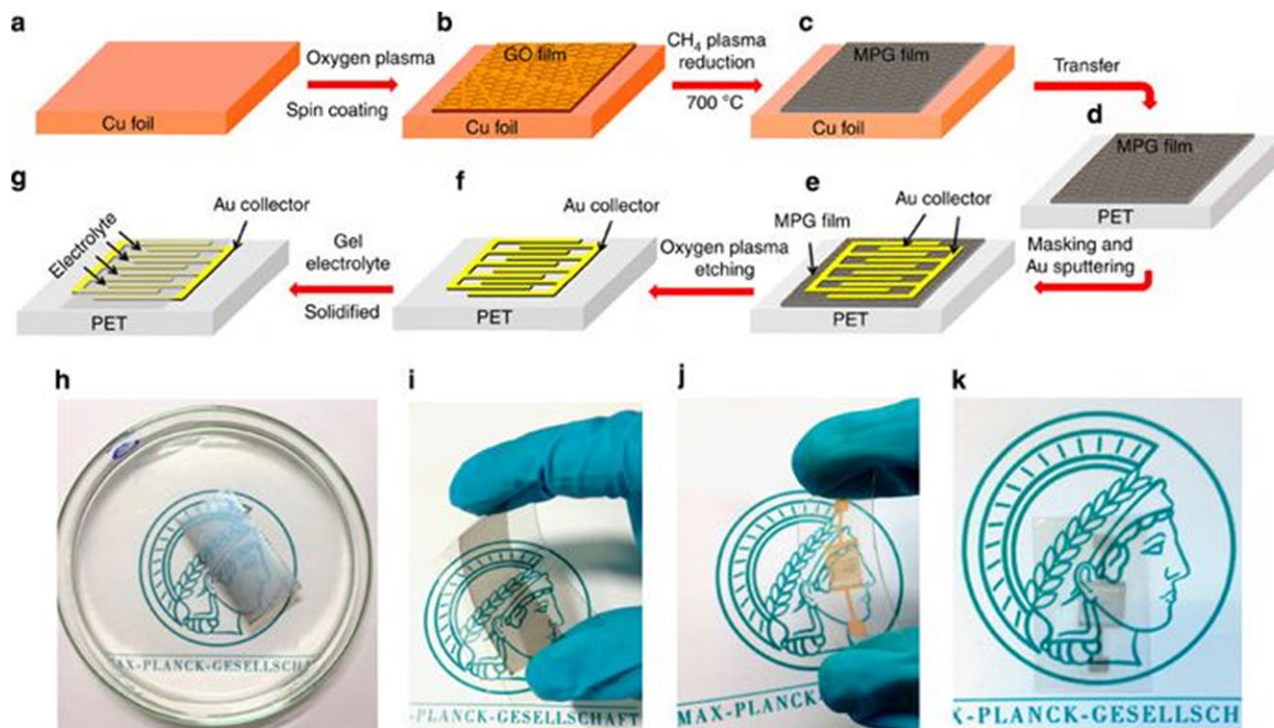 a
b
c
Oxygen plasma
Spin coating
CH₄ plasma
reduction
700 °C
Transfer
Cu foil
GO film
Cu foil
MPG film
Cu foil
d
MPG film
PET
g
f
e
Electrolyte
Au collector
PET
Gel
electrolyte
Solidified
Au collector
PET
Oxygen plasma
etching
MPG film
Au collector
PET
Masking and
Au sputtering
h
i
j
k
MAX-PLANCK-GESELLSCHA
-PLANCK-GESELLSCHAFT
MAX-PLANCK-
K-PLANCK-GESELLSCH